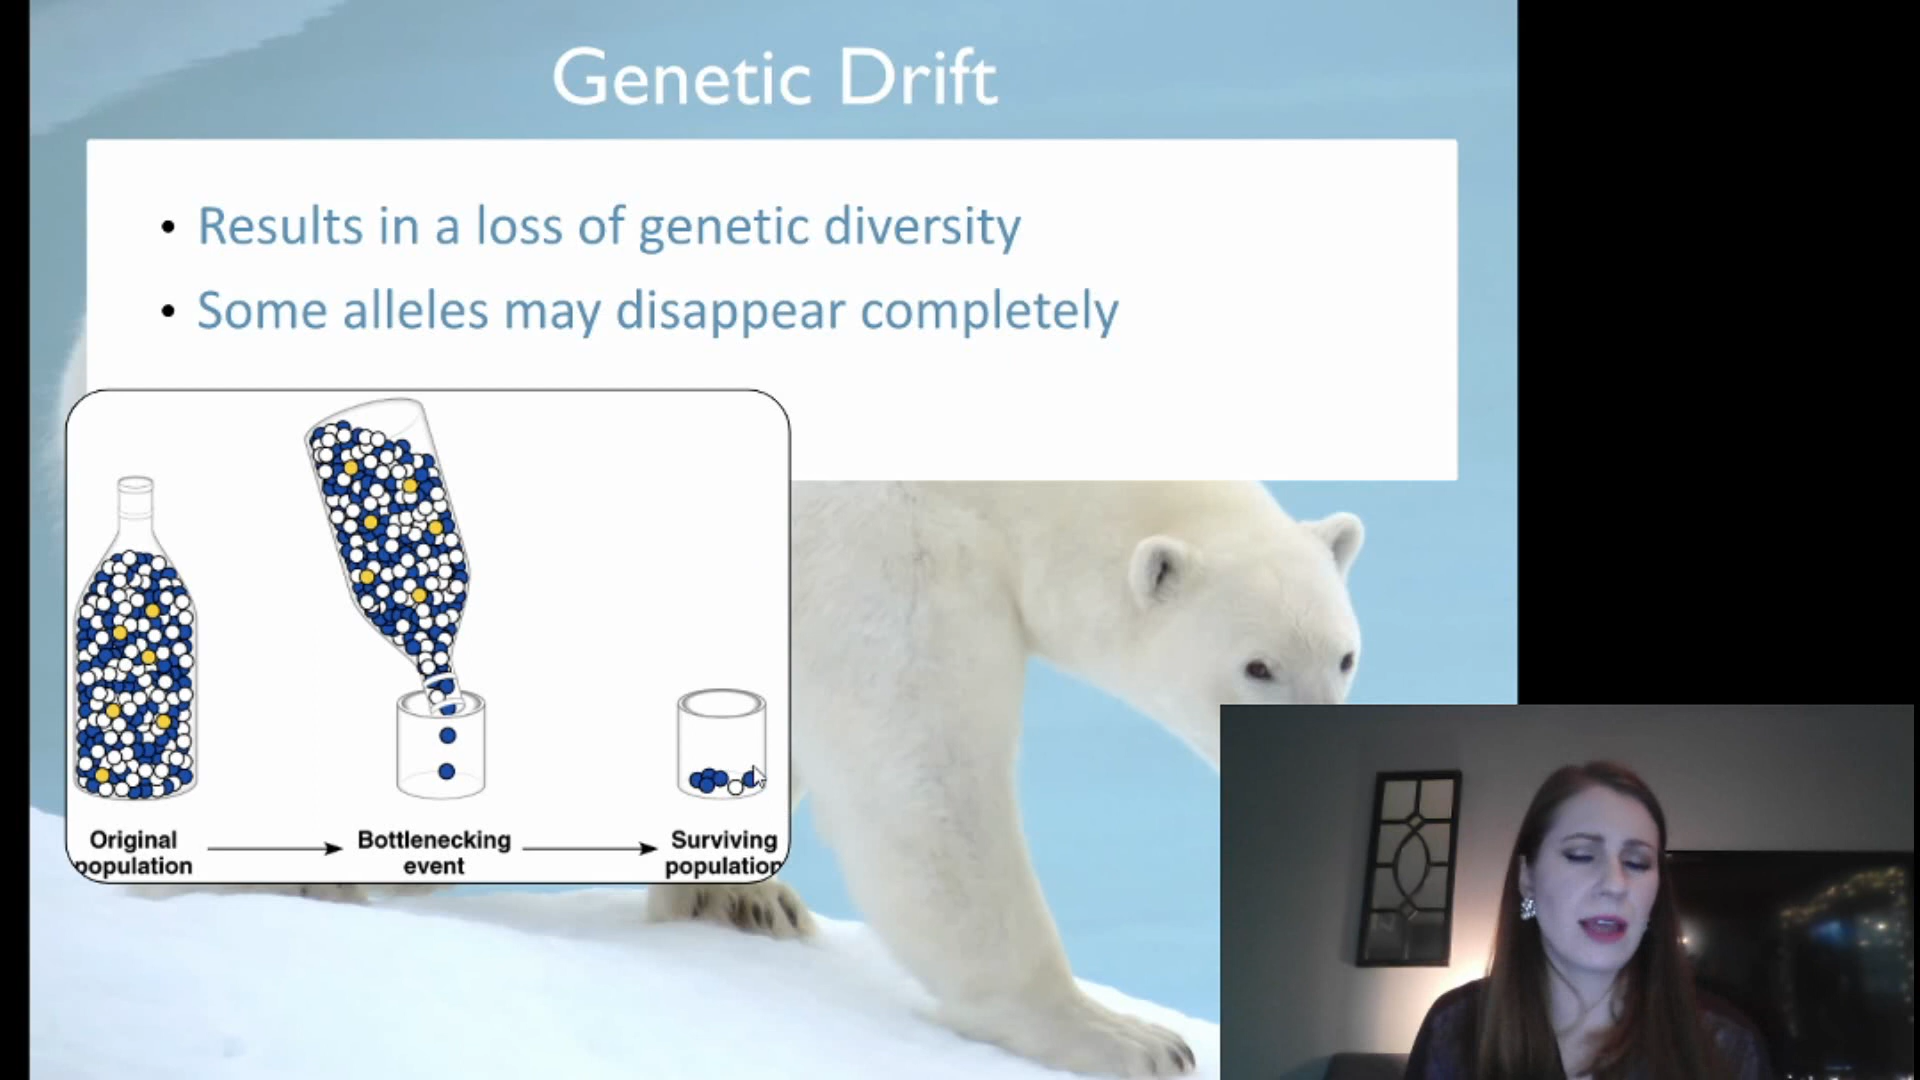 Genetic Drift
• Results in a loss of genetic diversity
• Some alleles may disappear completely
Original
population
Bottlenecking
event
Surviving
population